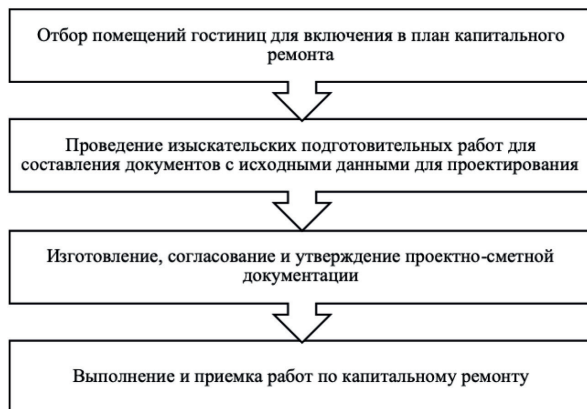 Отбор помещений гостиниц для включения в план капитального
ремонта
Проведение изыскательских подготовительных работ для
составления документов с исходными данными для проектирования
Изготовление, согласование и утверждение проектно-сметной
документации
Выполнение и приемка работ по капитальному ремонту